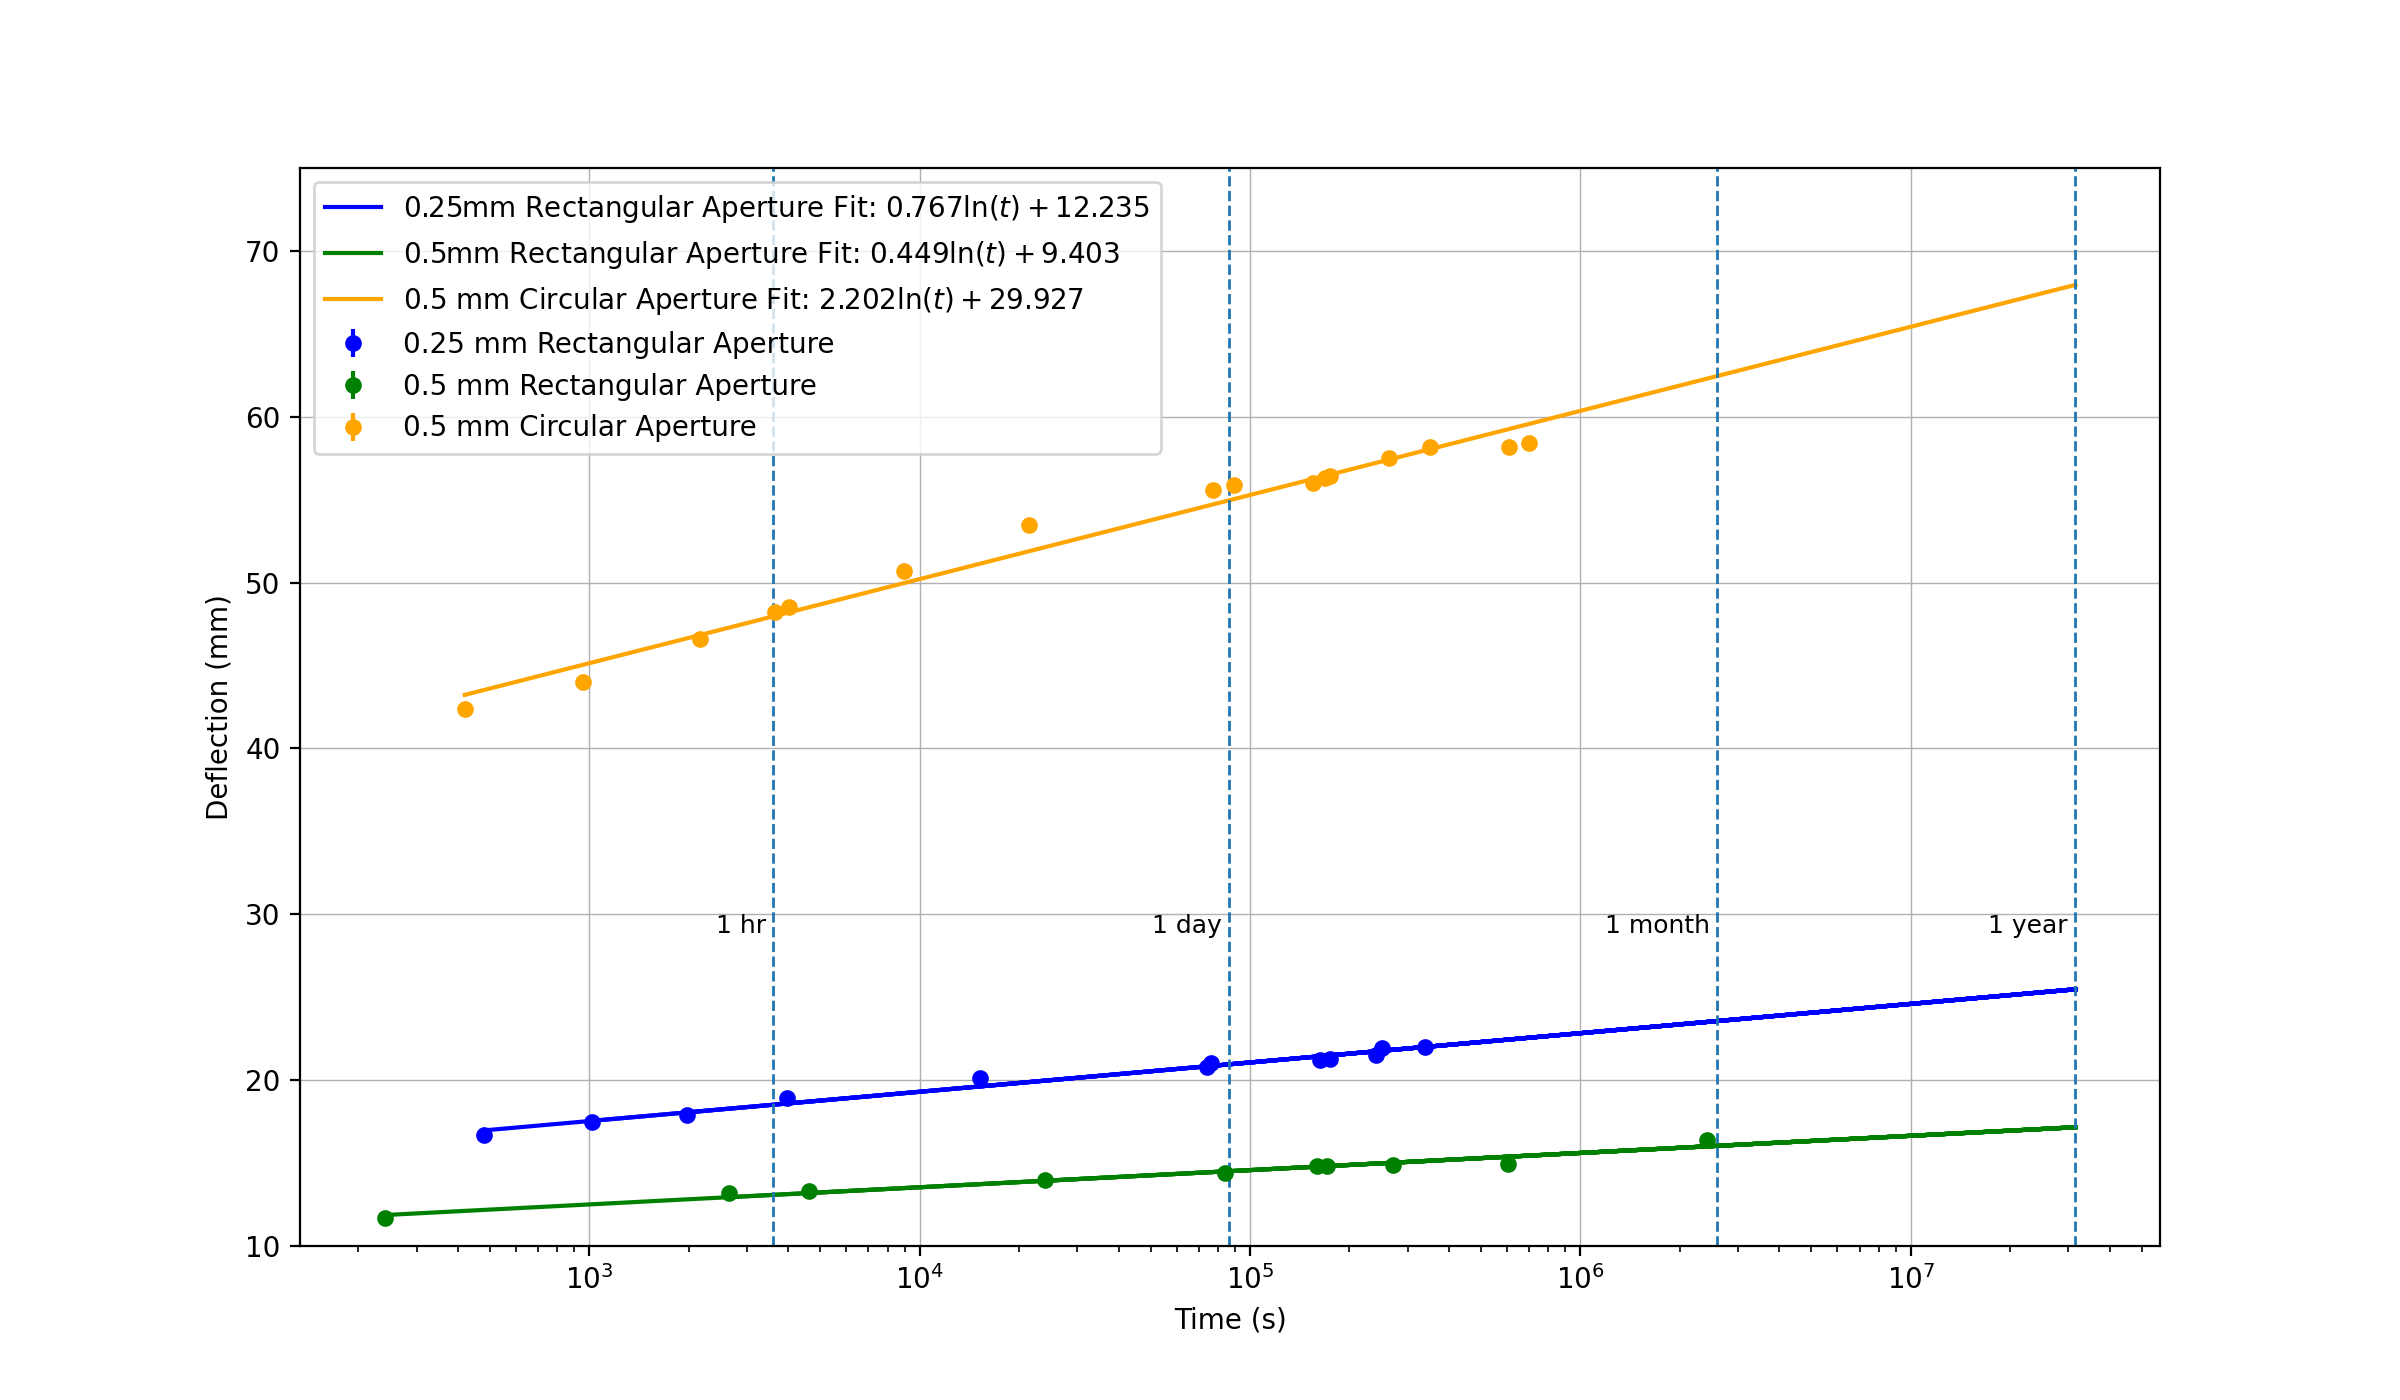 0.25mm Rectangular Aperture Fit: 0.767ln(t) + 12.235
0.5mm Rectangular Aperture Fit: 0.449ln(t) + 9.403
0.5 mm Circular Aperture Fit: 2.202ln(t) + 29.927
0.25 mm Rectangular Aperture
0.5 mm Rectangular Aperture
0.5 mm Circular Aperture
70
60
50
40
30
20
10
Deflection (mm)
1 hr
1 day
1 month
1 year
10³
10⁴
10⁵
10⁶
10⁷
Time (s)